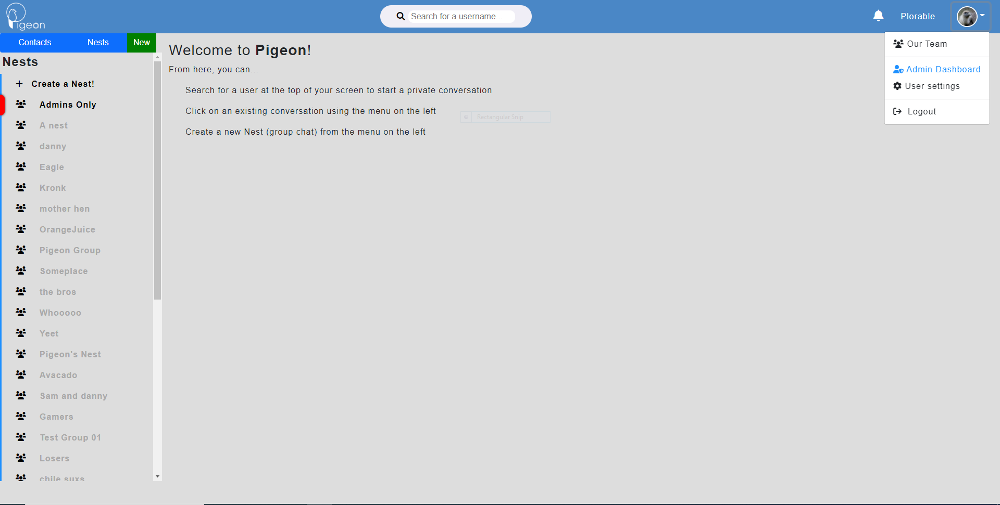 Pigeon
Search for a username...
Plorable
Contacts
Nests
New
Nests
Create a Nest!
Admins Only
A nest
danny
Eagle
Kronk
mother hen
OrangeJuice
Pigeon Group
Someplace
the bros
Whooooo
Yeet
Pigeon's Nest
Avacado
Sam and danny
Gamers
Test Group 01
Losers
chile suxs
Welcome to Pigeon!
From here, you can...
Search for a user at the top of your screen to start a private conversation
Click on an existing conversation using the menu on the left
Rectangular Snip
Create a new Nest (group chat) from the menu on the left
Our Team
Admin Dashboard
User settings
Logout